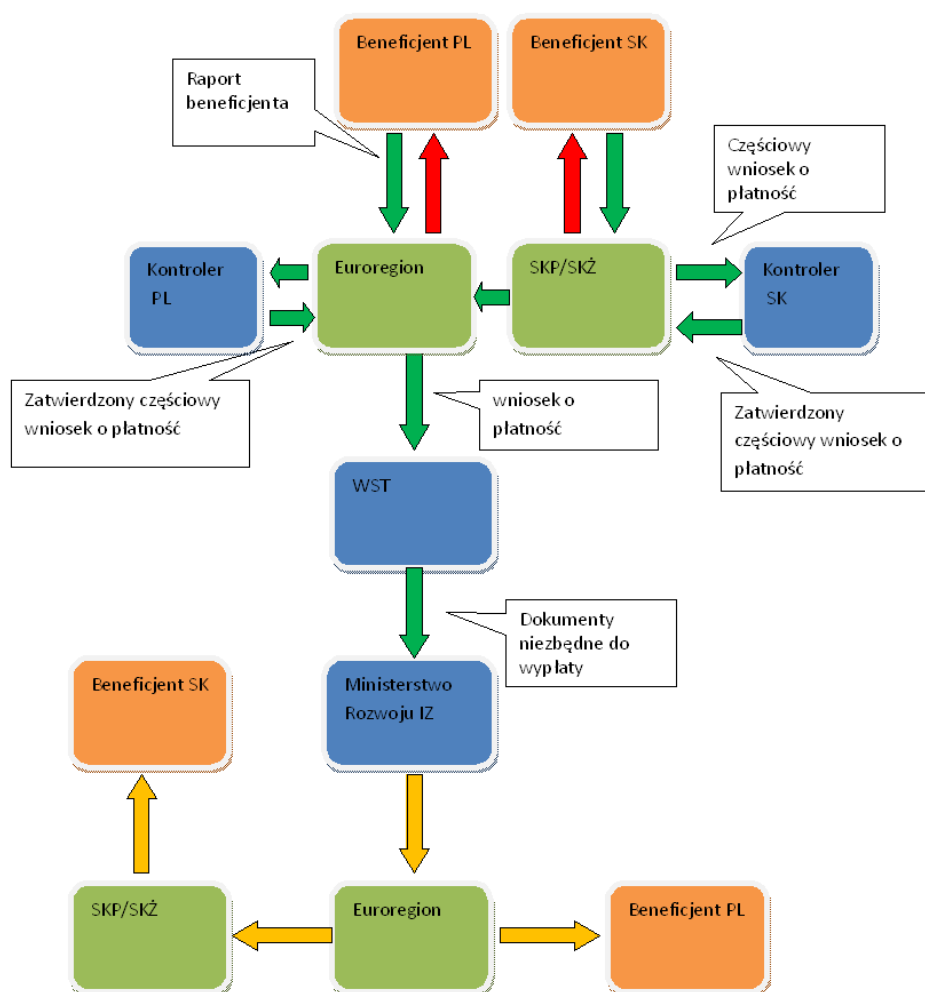 Beneficjent PL
Beneficjent SK
Raport
beneficjenta
Częściowy
wniosek o
płatność
Kontroler
PL
Euroregion
SKP/SKŻ
Kontroler
SK
Zatwierdzony częściowy
wniosek o płatność
wniosek o
płatność
Zatwierdzony
częściowy wniosek o
płatność
WST
Dokumenty
niezbędne do
wypłaty
Beneficjent SK
Ministerstwo
Rozwoju IZ
SKP/SKŻ
Euroregion
Beneficjent PL